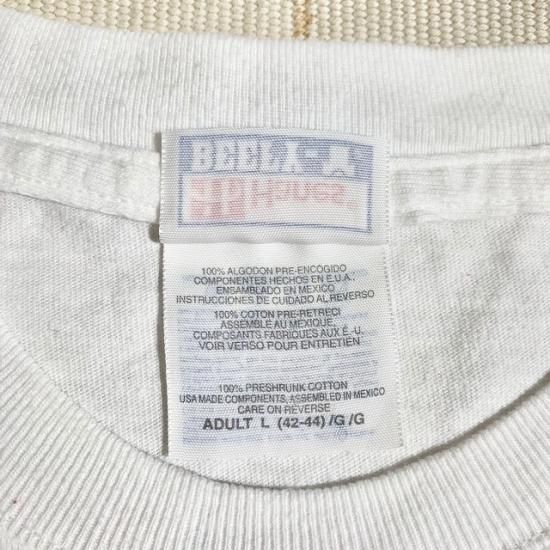 Hanes
100% ALGODON PRE-ENCOGIDO
COMPONENTES HECHOS EN E.U.A.,
ENSAMBLADO EN MEXICO
INSTRUCCIONES DE CUIDADO AL REVERSO
100% COTON PRE-RETRECI
ASSEMBLE AU MEXIQUE,
COMPOSANTS FABRIQUES AUX É.-U.
VOIR VERSO POUR ENTRETIEN
100% PRESHRUNK COTTON
USA MADE COMPONENTS, ASSEMBLED IN MEXICO
CARE ON REVERSE
ADULT L (42-44) /G /G